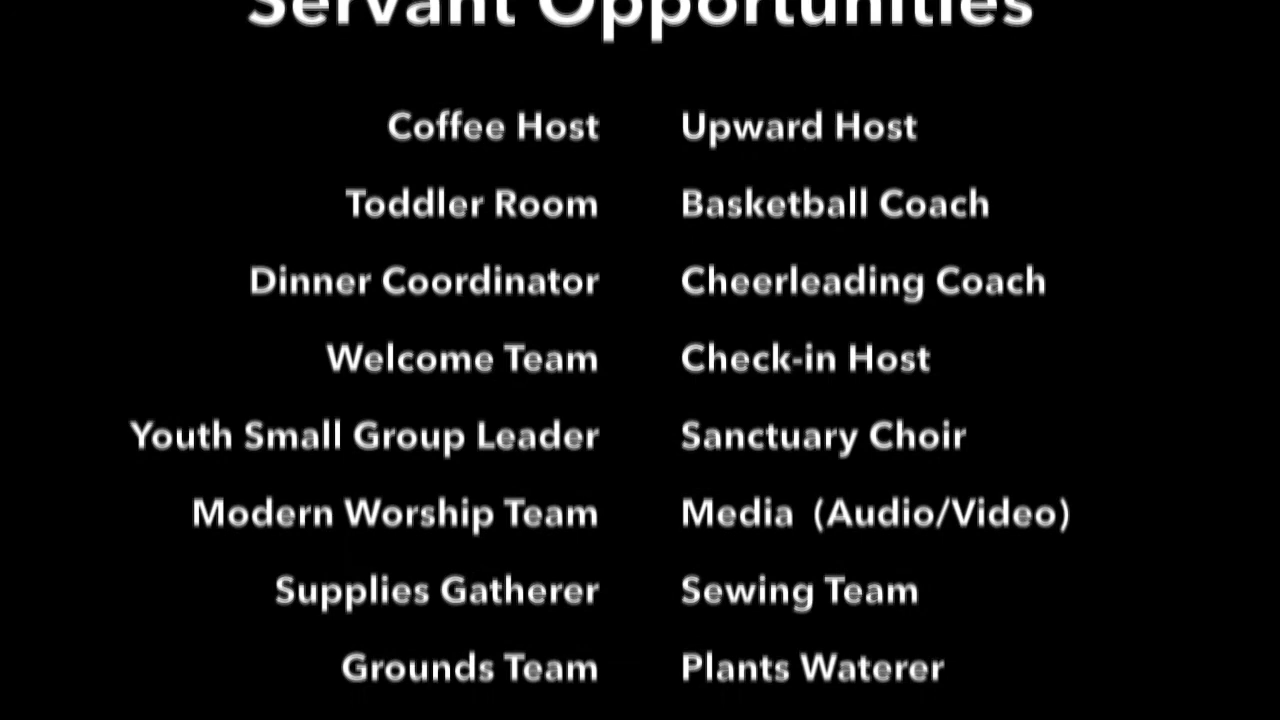 Servant Opportunities
Coffee Host Upward Host
Toddler Room Basketball Coach
Dinner Coordinator Cheerleading Coach
Welcome Team Check-in Host
Youth Small Group Leader Sanctuary Choir
Modern Worship Team Media (Audio/Video)
Supplies Gatherer Sewing Team
Grounds Team Plants Waterer